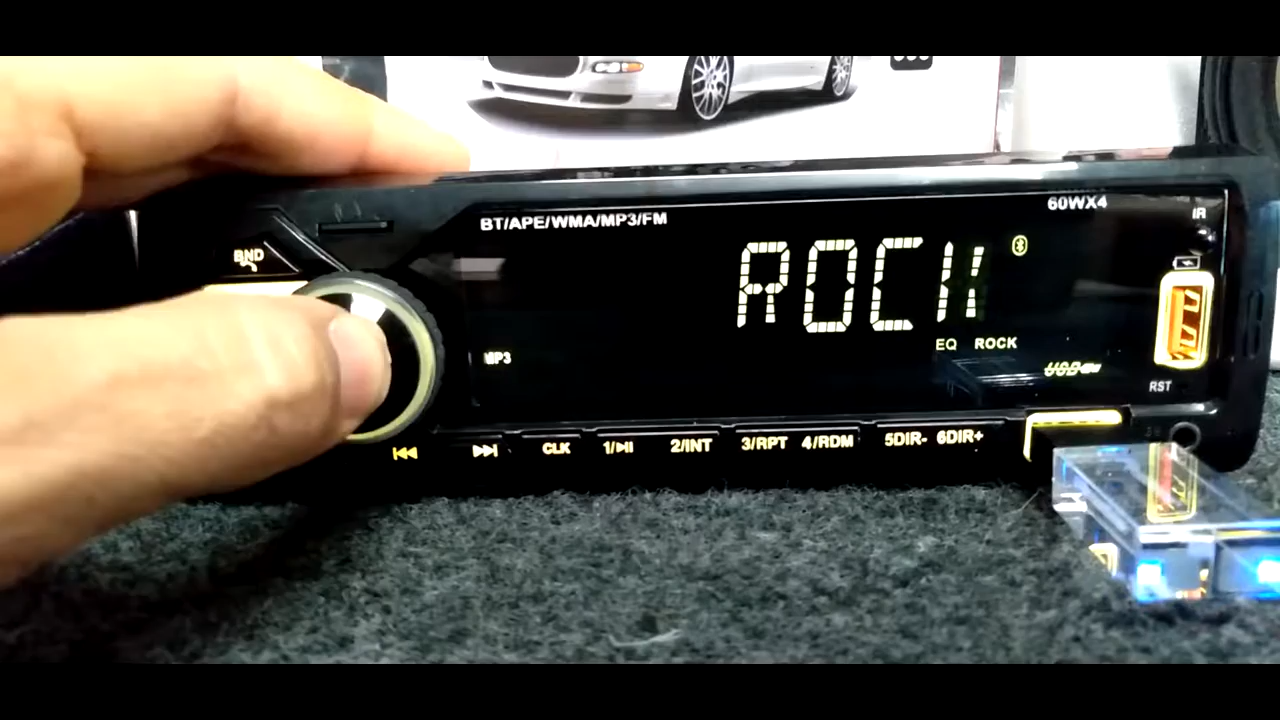 BT/APE/WMA/MP3/FM
60WX4
IR
BND
ROCK
EQ ROCK
MP3
USB
RST
CLK 1/ 2/INT 3/RPT 4/RDM 5DIR- 6DIR+